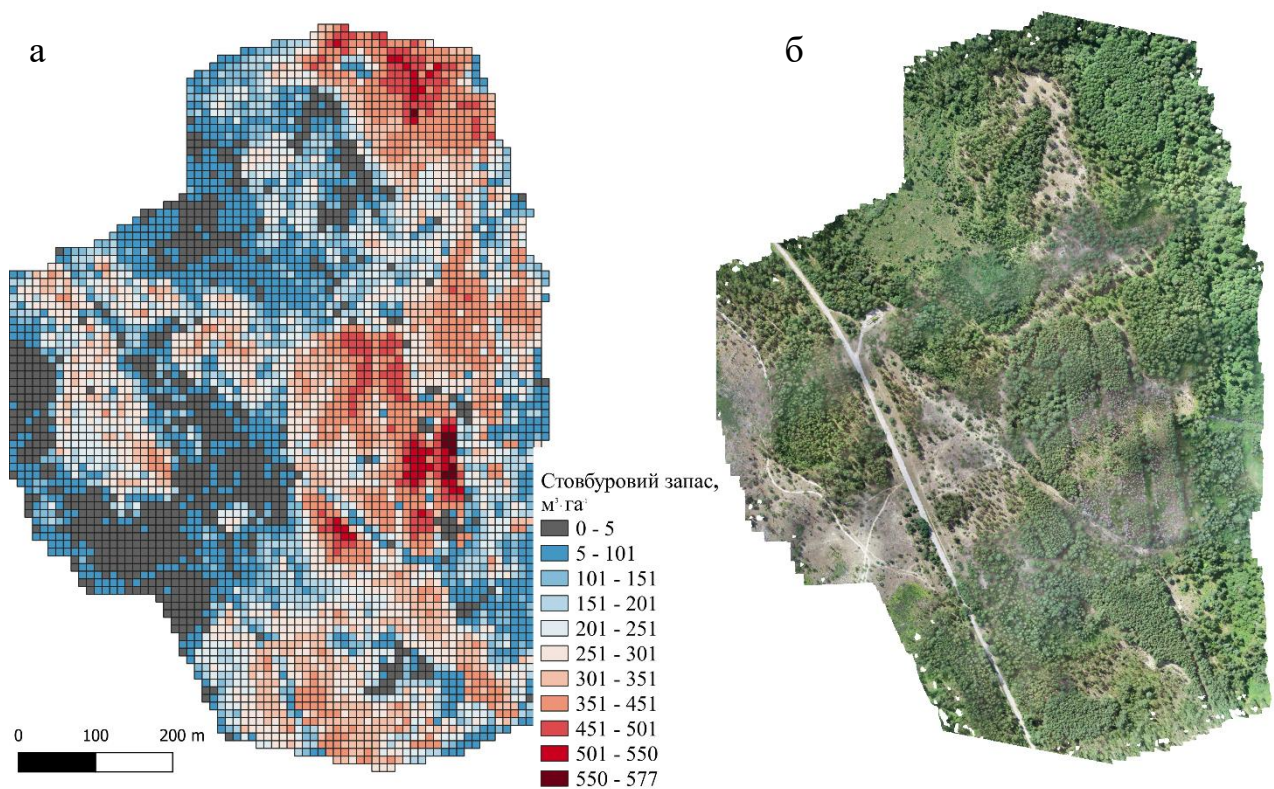 а
б
Стовбуровий запас,
м³·га⁻¹
0 - 5
5 - 101
101 - 151
151 - 201
201 - 251
251 - 301
301 - 351
351 - 451
451 - 501
501 - 550
550 - 577
0 100 200 m